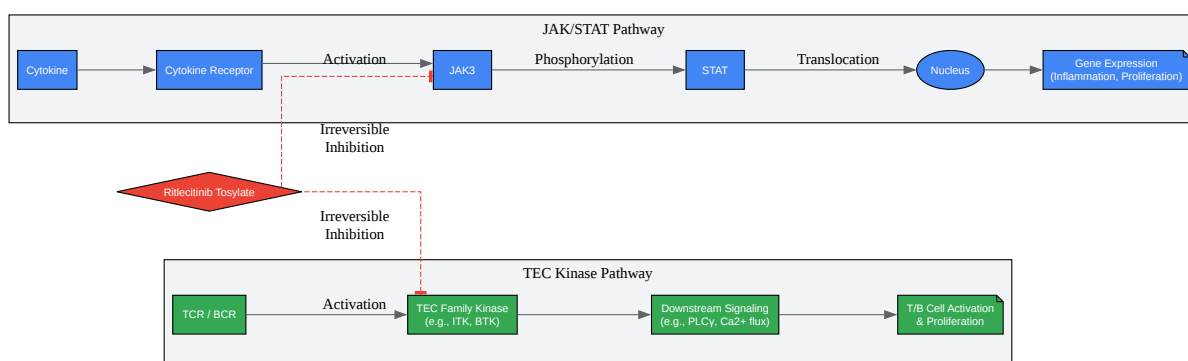 JAK/STAT Pathway
Cytokine
Cytokine Receptor
Activation
JAK3
Phosphorylation
STAT
Translocation
Nucleus
Gene Expression
(Inflammation, Proliferation)
Irreversible
Inhibition
Ritlecitinib Tosylate
Irreversible
Inhibition
TEC Kinase Pathway
TCR / BCR
Activation
TEC Family Kinase
(e.g., ITK, BTK)
Downstream Signaling
(e.g., PLCγ, Ca2+ flux)
T/B Cell Activation
& Proliferation